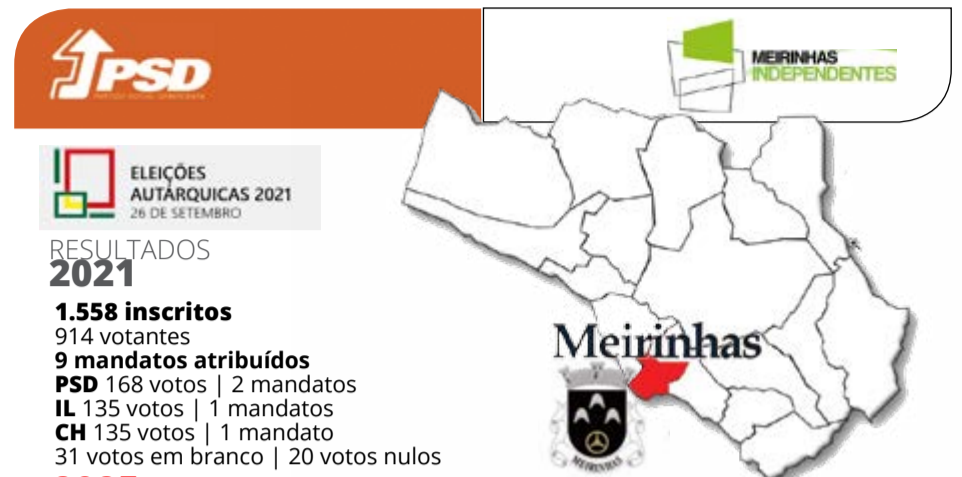 PSD
MEIRINHAS
INDEPENDENTES
ELEIÇÕES
AUTÁRQUICAS 2021
26 DE SETEMBRO
RESULTADOS
2021
1.558 inscritos
914 votantes
9 mandatos atribuídos
PSD 168 votos | 2 mandatos
IL 135 votos | 1 mandatos
CH 135 votos | 1 mandato
31 votos em branco | 20 votos nulos
Meirinhas
MEIRINHAS